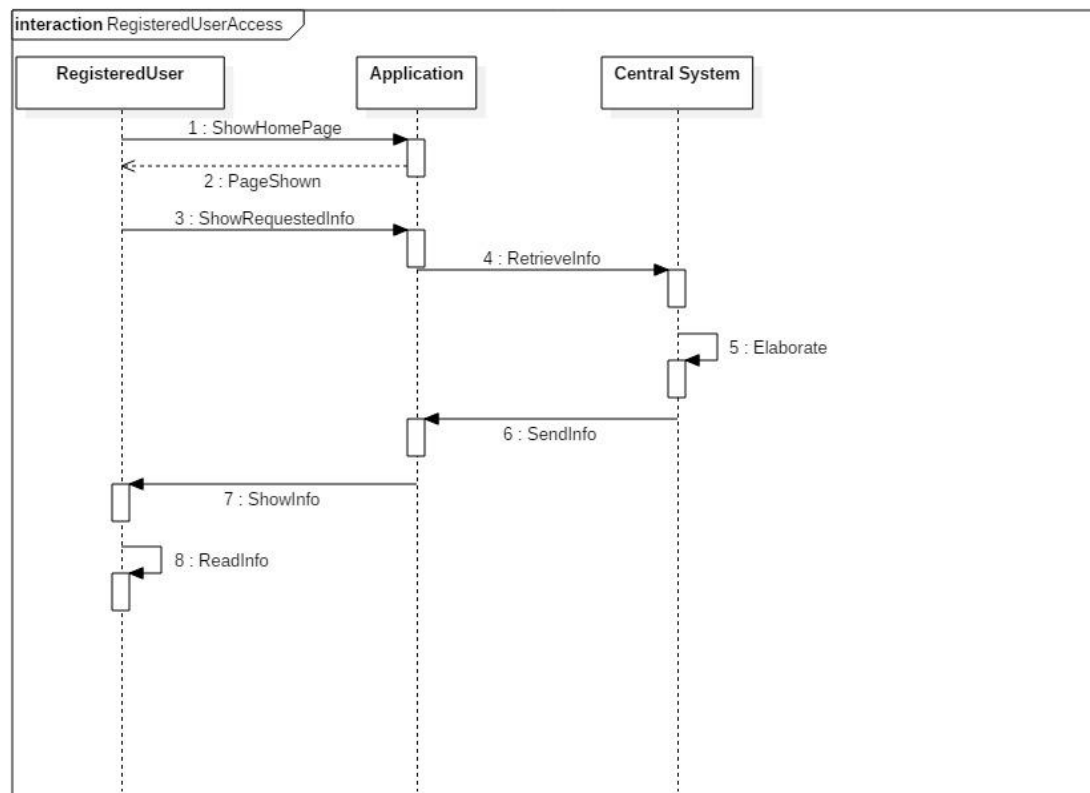 interaction RegisteredUserAccess
RegisteredUser
Application
Central System
1 : ShowHomePage
2 : PageShown
3 : ShowRequestedInfo
4 : RetrieveInfo
5 : Elaborate
6 : SendInfo
7 : ShowInfo
8 : ReadInfo